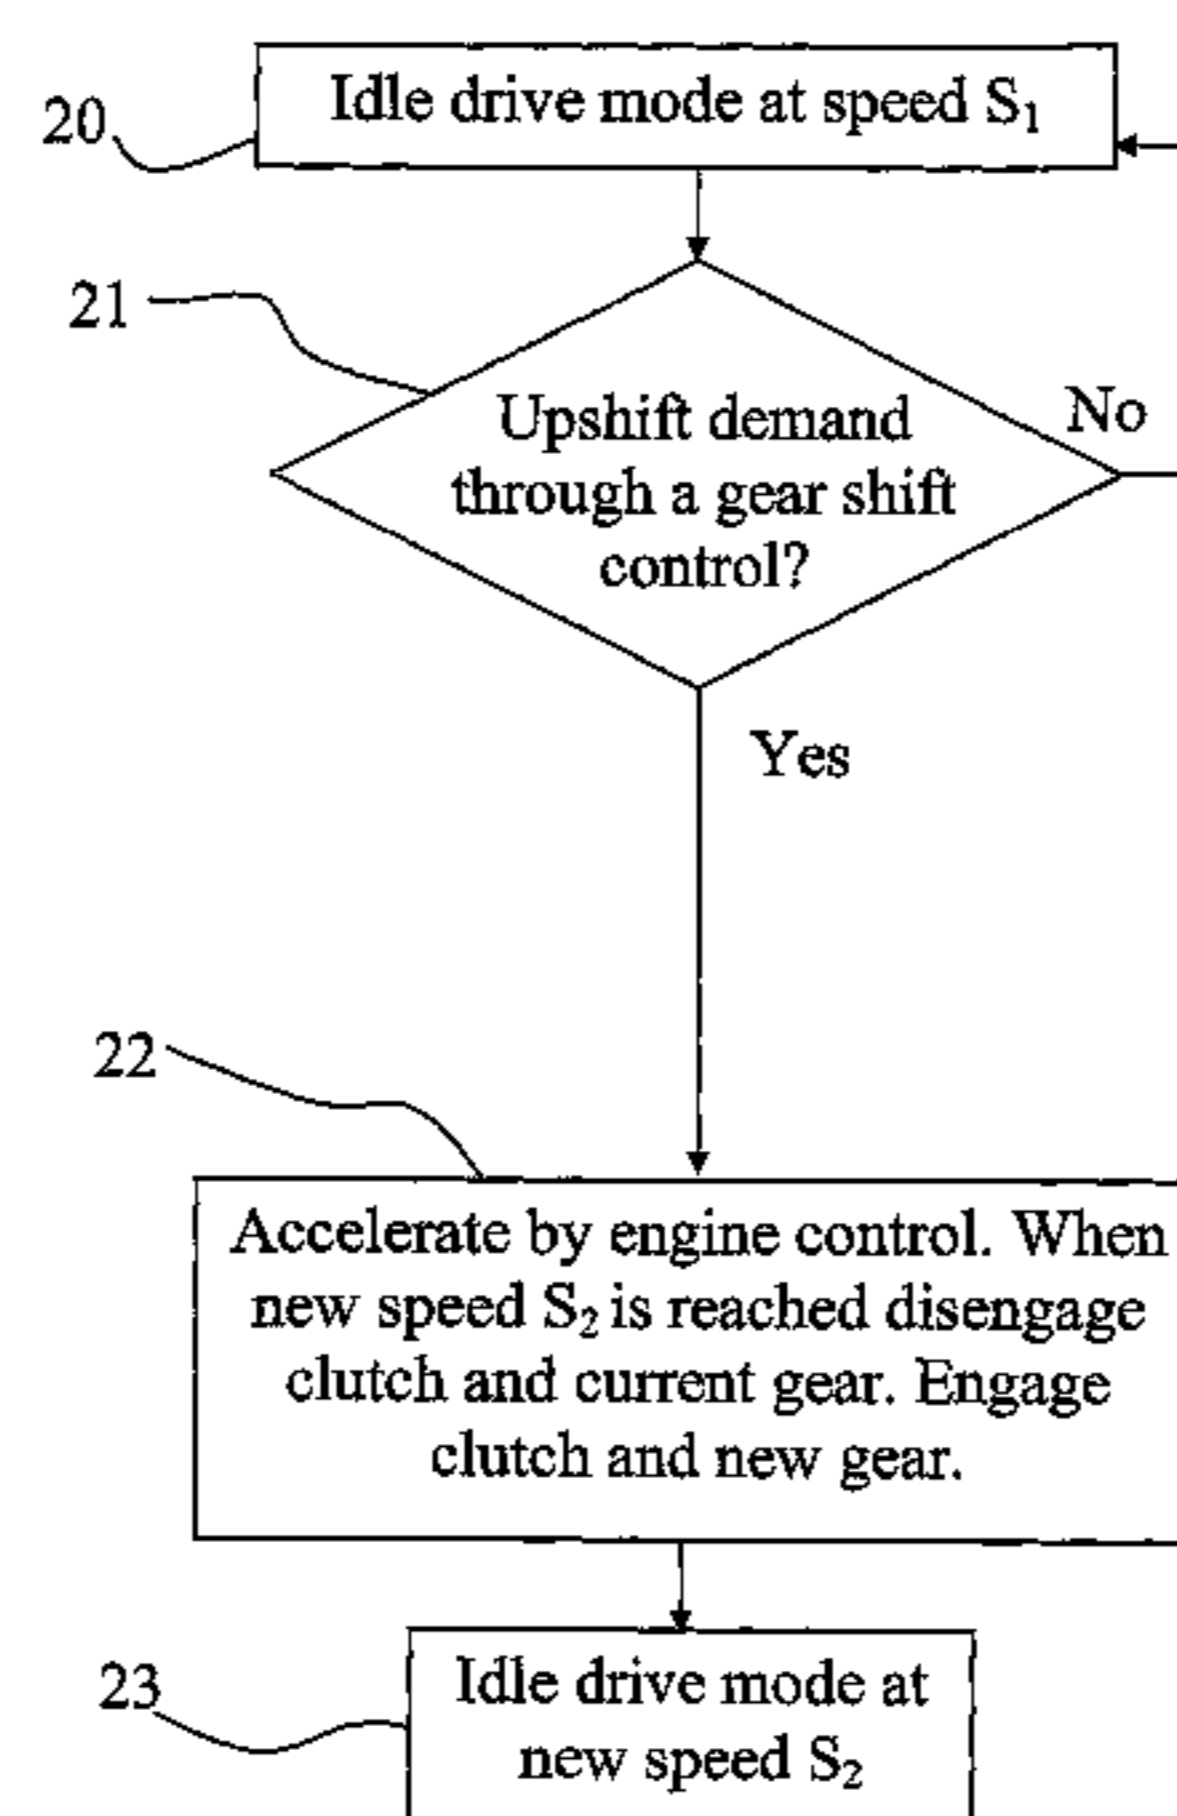 Idle drive mode at speed S₁
20
21
Upshift demand
No
through a gear shift
control?
Yes
22
Accelerate by engine control. When
new speed S₂ is reached disengage
clutch and current gear. Engage
clutch and new gear.
23
Idle drive mode at
new speed S₂